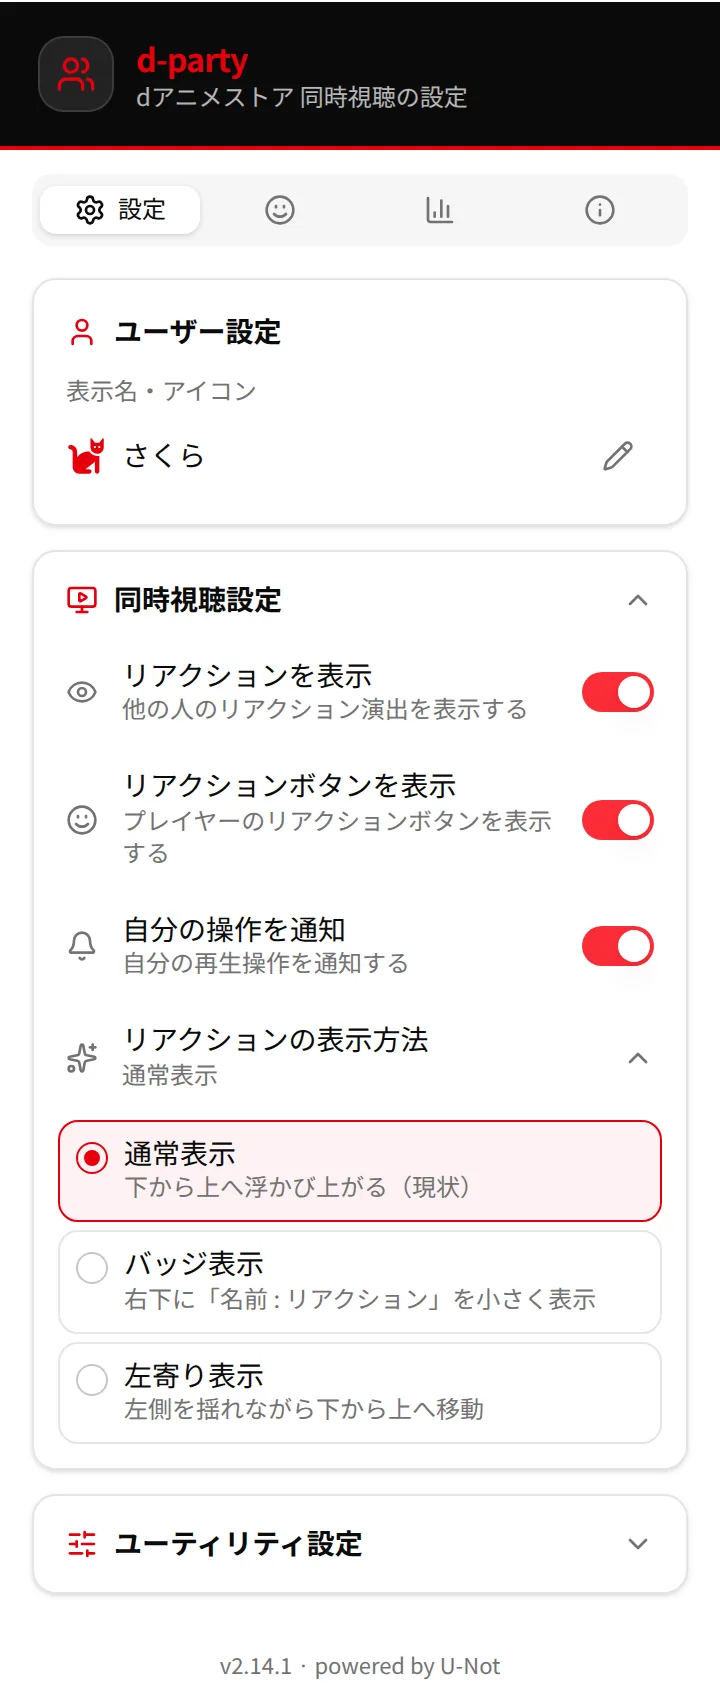 d-party
dアニメストア 同時視聴の設定
設定
ユーザー設定
表示名・アイコン
さくら
同時視聴設定
リアクションを表示
他の人のリアクション演出を表示する
リアクションボタンを表示
プレイヤーのリアクションボタンを表示
する
自分の操作を通知
自分の再生操作を通知する
リアクションの表示方法
通常表示
通常表示
下から上へ浮かび上がる（現状）
バッジ表示
右下に「名前 : リアクション」を小さく表示
左寄り表示
左側を揺れながら下から上へ移動
ユーティリティ設定
v2.14.1 · powered by U-Not